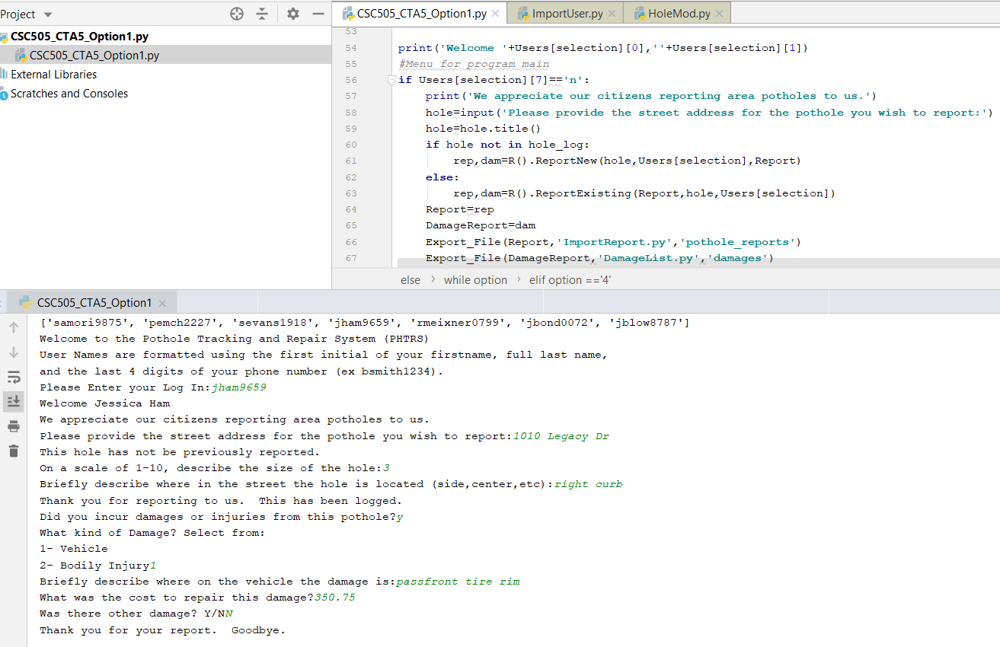 Project
CSC505_CTA5_Option1.py
CSC505_CTA5_Option1.py
External Libraries
Scratches and Consoles
CSC505_CTA5_Option1.py ImportUser.py HoleMod.py
53
54 print('Welcome '+Users[selection][0],''+Users[selection][1])
55 #Menu for program main
56 if Users[selection][7]=='n':
57 print('We appreciate our citizens reporting area potholes to us.')
58 hole=input('Please provide the street address for the pothole you wish to report:')
59 hole=hole.title()
60 if hole not in hole_log:
61 rep,dam=R().ReportNew(hole,Users[selection],Report)
62 else:
63 rep,dam=R().ReportExisting(Report,hole,Users[selection])
64 Report=rep
65 DamageReport=dam
66 Export_File(Report,'ImportReport.py','pothole_reports')
67 Export_File(DamageReport,'DamageList.py','damages')
else > while option > elif option =='4'
CSC505_CTA5_Option1
['samori9875', 'pemch2227', 'sevans1918', 'jham9659', 'rmeixner0799', 'jbond0072', 'jblow8787']
Welcome to the Pothole Tracking and Repair System (PHTRS)
User Names are formatted using the first initial of your firstname, full last name,
and the last 4 digits of your phone number (ex bsmith1234).
Please Enter your Log In:jham9659
Welcome Jessica Ham
We appreciate our citizens reporting area potholes to us.
Please provide the street address for the pothole you wish to report:1010 Legacy Dr
This hole has not be previously reported.
On a scale of 1-10, describe the size of the hole:3
Briefly describe where in the street the hole is located (side,center,etc):right curb
Thank you for reporting to us.  This has been logged.
Did you incur damages or injuries from this pothole?y
What kind of Damage? Select from:
1- Vehicle
2- Bodily Injury1
Briefly describe where on the vehicle the damage is:passfront tire rim
What was the cost to repair this damage?350.75
Was there other damage? Y/NN
Thank you for your report.  Goodbye.